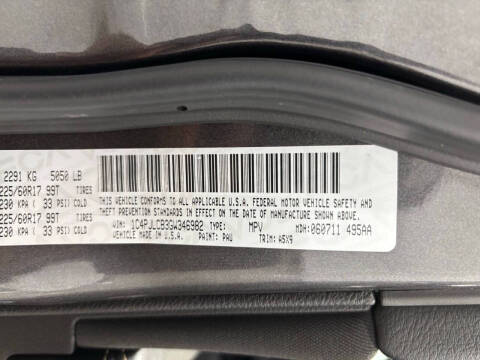 2291 KG 5050 LB
225/60R17 99T TIRES
230 KPA ( 33 PSI) COLD
225/60R17 99T TIRES
230 KPA ( 33 PSI) COLD
THIS VEHICLE CONFORMS TO ALL APPLICABLE U.S.A. FEDERAL MOTOR VEHICLE SAFETY AND
THEFT PREVENTION STANDARDS IN EFFECT ON THE DATE OF MANUFACTURE SHOWN ABOVE.
VIN: 1C4PJLCB3GW346982 TYPE: MPV MDH: 060711 495AA
MADE IN U.S.A. PAINT: PAU TRIM: A5X9